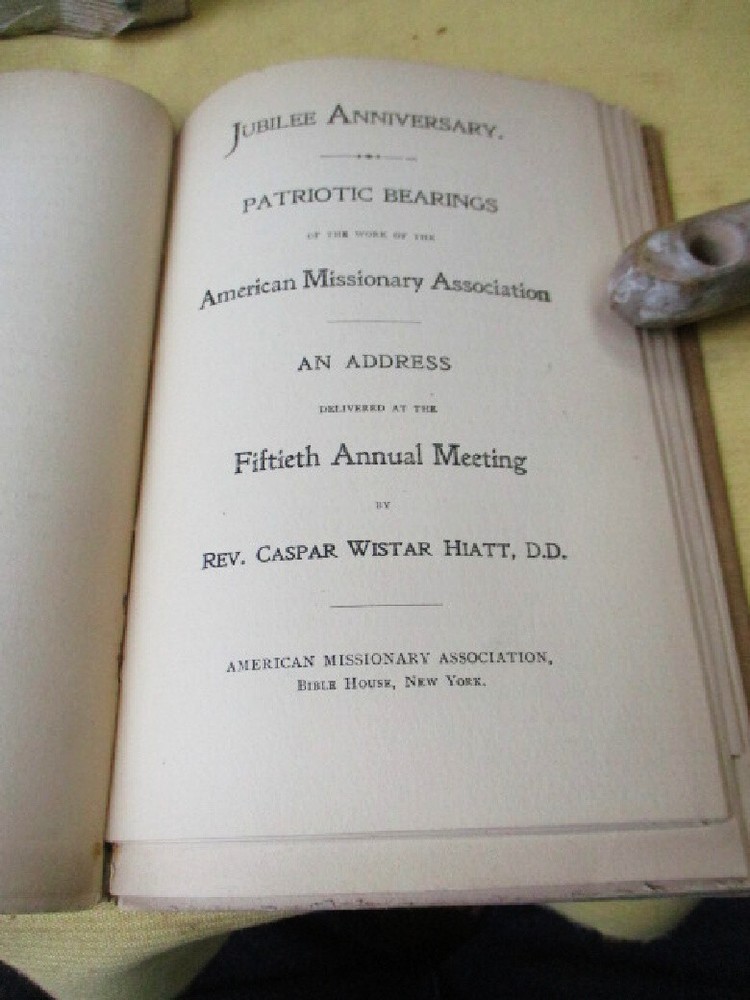 JUBILEE ANNIVERSARY.
PATRIOTIC BEARINGS
OF THE WORK OF THE
American Missionary Association
AN ADDRESS
DELIVERED AT THE
Fiftieth Annual Meeting
BY
REV. CASPAR WISTAR HIATT, D.D.
AMERICAN MISSIONARY ASSOCIATION,
BIBLE HOUSE, NEW YORK.